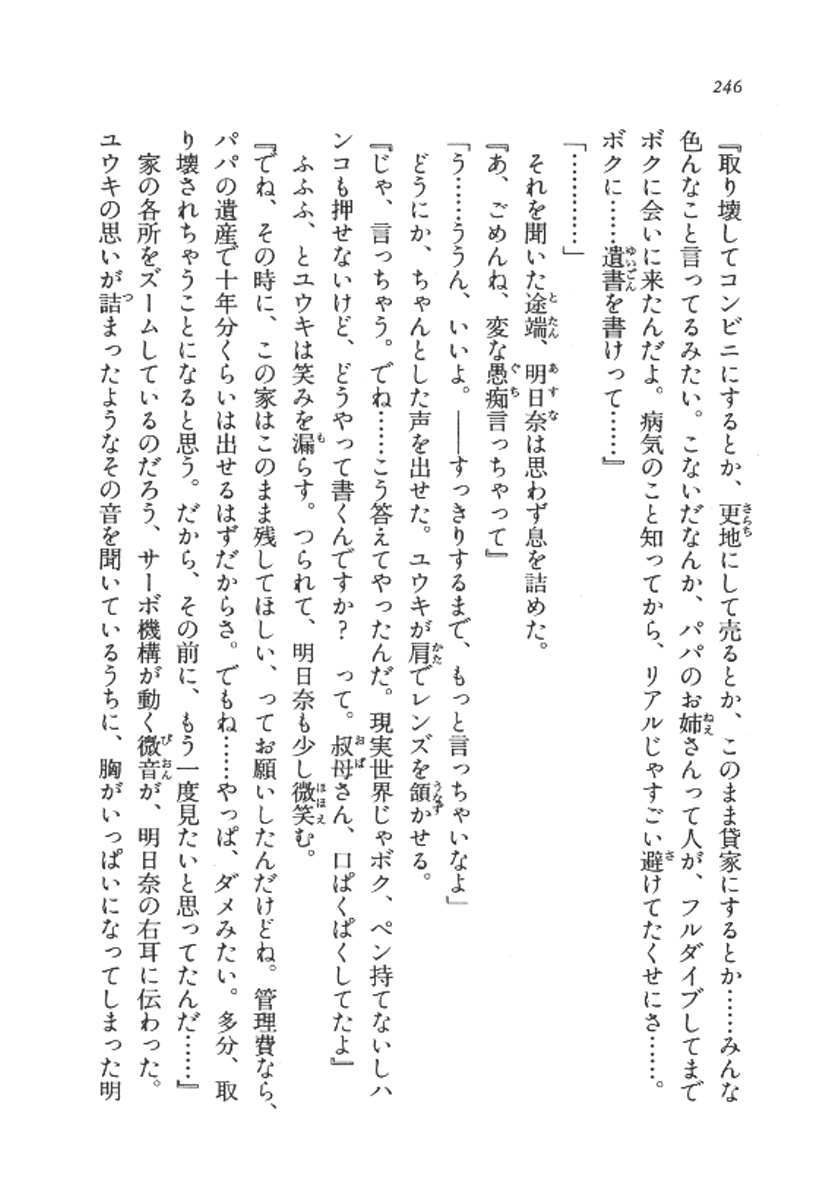 246
『取り壊してコンビニにするとか、更地にして売るとか、このまま貸家にするとか……みんな
色んなこと言ってるみたい。こないだなんか、パパのお姉さんって人が、フルダイブしてまで
ボクに会いに来たんだよ。病気のこと知ってから、リアルじゃすごい避けてたくせにさ……。
ボクに……遺書を書けって……』
「…………」
それを聞いた途端、明日奈は思わず息を詰めた。
『あ、ごめんね、変な愚痴言っちゃって』
「う……ううん、いいよ。――すっきりするまで、もっと言っちゃいなよ」
どうにか、ちゃんとした声を出せた。ユウキが肩でレンズを頷かせる。
『じゃ、言っちゃう。でね……こう答えてやったんだ。現実世界じゃボク、ペン持てないしハ
ンコも押せないけど、どうやって書くんですか？　って。叔母さん、口ぱくぱくしてたよ』
ふふふ、とユウキは笑みを漏らす。つられて、明日奈も少し微笑む。
『でね、その時に、この家はこのまま残してほしい、ってお願いしたんだけどね。管理費なら、
パパの遺産で十年分くらいは出せるはずだからさ。でもね……やっぱ、ダメみたい。多分、取
り壊されちゃうことになると思う。だから、その前に、もう一度見たいと思ってたんだ……』
家の各所をズームしているのだろう、サーボ機構が動く微音が、明日奈の右耳に伝わった。
ユウキの思いが詰まったようなその音を聞いているうちに、胸がいっぱいになってしまった明